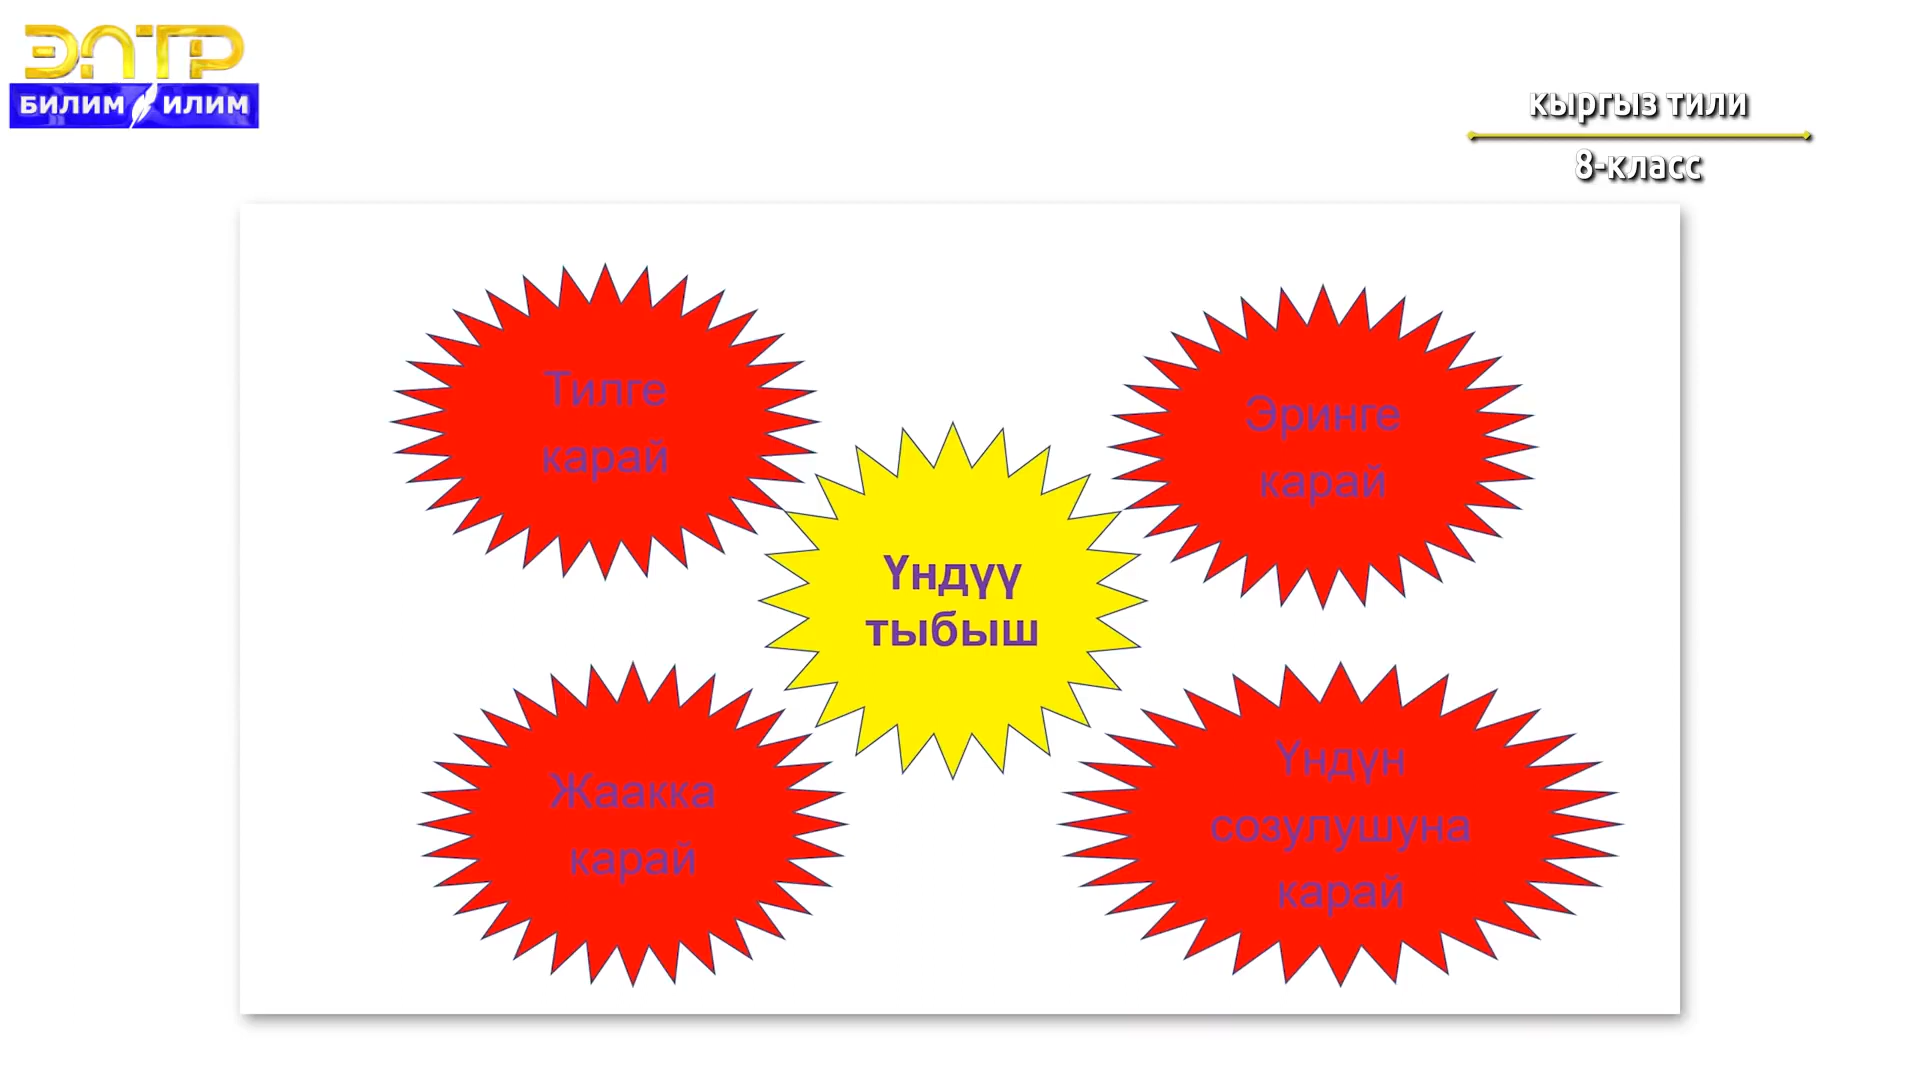 ЭЛТР
БИЛИМ ИЛИМ
кыргыз тили
8-класс
Тилге
карай
Эринге
карай
Үндүү
тыбыш
Жаакка
карай
Үндүн
созулушуна
карай